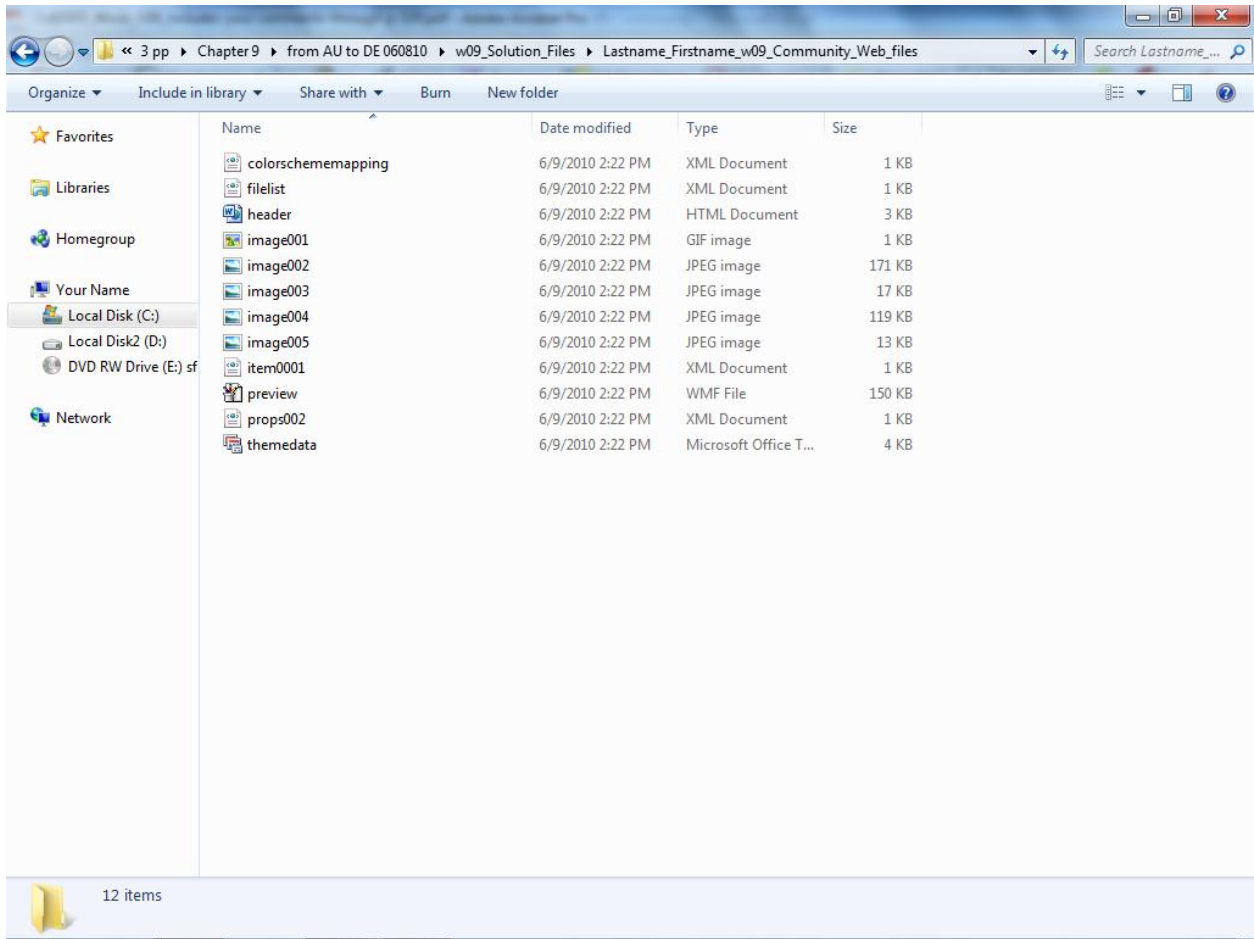 « 3 pp ▸ Chapter 9 ▸ from AU to DE 060810 ▸ w09_Solution_Files ▸ Lastname_Firstname_w09_Community_Web_files Search Lastname_...
Organize Include in library Share with Burn New folder
Favorites
Libraries
Homegroup
Your Name
Local Disk (C:)
Local Disk2 (D:)
DVD RW Drive (E:) sf
Network
Name Date modified Type Size
colorschememapping 6/9/2010 2:22 PM XML Document 1 KB
filelist 6/9/2010 2:22 PM XML Document 1 KB
header 6/9/2010 2:22 PM HTML Document 3 KB
image001 6/9/2010 2:22 PM GIF image 1 KB
image002 6/9/2010 2:22 PM JPEG image 171 KB
image003 6/9/2010 2:22 PM JPEG image 17 KB
image004 6/9/2010 2:22 PM JPEG image 119 KB
image005 6/9/2010 2:22 PM JPEG image 13 KB
item0001 6/9/2010 2:22 PM XML Document 1 KB
preview 6/9/2010 2:22 PM WMF File 150 KB
props002 6/9/2010 2:22 PM XML Document 1 KB
themedata 6/9/2010 2:22 PM Microsoft Office T... 4 KB
12 items